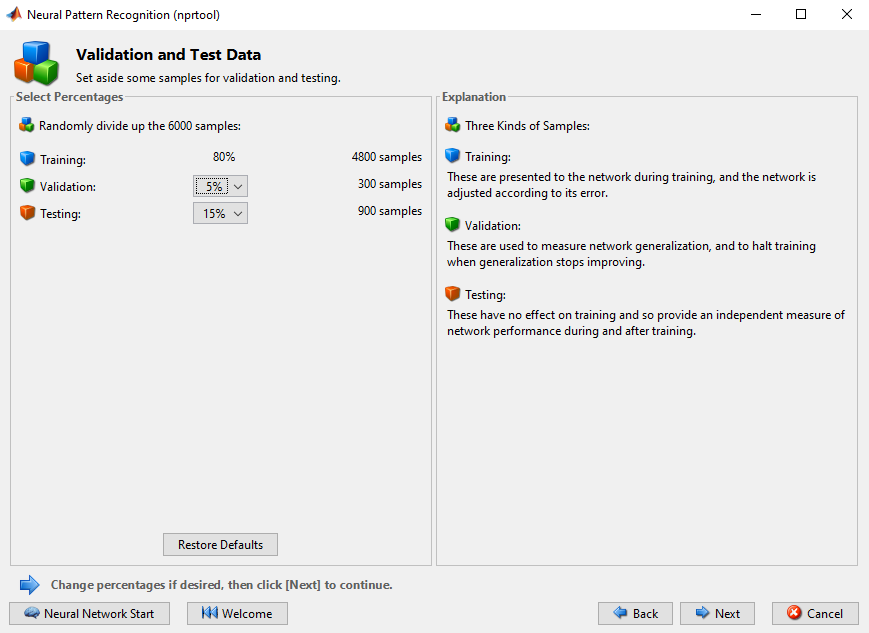 Neural Pattern Recognition (nprtool)
Validation and Test Data
Set aside some samples for validation and testing.
Select Percentages
Randomly divide up the 6000 samples:
Training: 80% 4800 samples
Validation: 5% 300 samples
Testing: 15% 900 samples
Restore Defaults
Explanation
Three Kinds of Samples:
Training:
These are presented to the network during training, and the network is
adjusted according to its error.
Validation:
These are used to measure network generalization, and to halt training
when generalization stops improving.
Testing:
These have no effect on training and so provide an independent measure of
network performance during and after training.
Change percentages if desired, then click [Next] to continue.
Neural Network Start Welcome Back Next Cancel